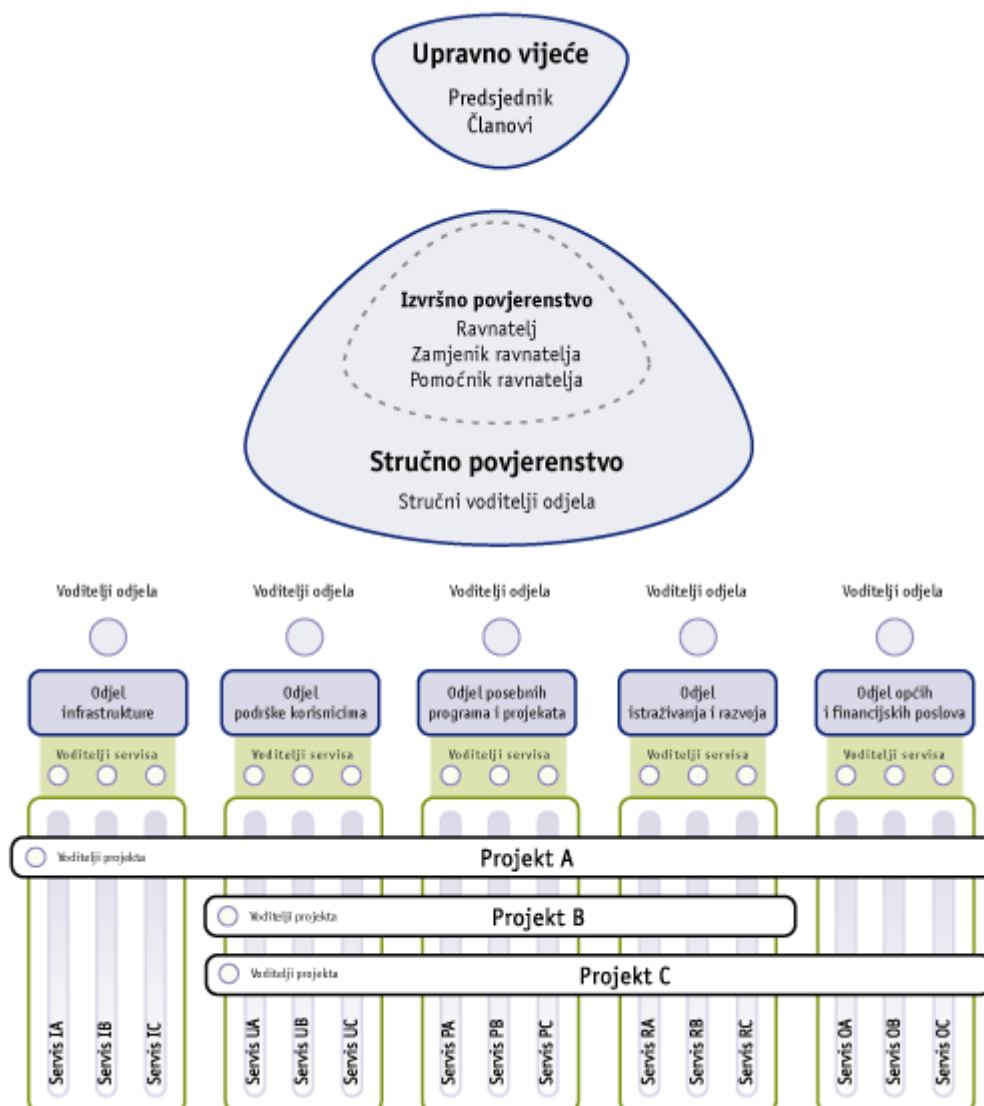 Upravno vijeće
Predsjednik
Članovi
Izvršno povjerenstvo
Ravnatelj
Zamjenik ravnatelja
Pomoćnik ravnatelja
Stručno povjerenstvo
Stručni voditelji odjela
Voditelji odjela
Voditelji odjela
Voditelji odjela
Voditelji odjela
Voditelji odjela
Odjel
infrastrukture
Odjel
podrške korisnicima
Odjel posebnih
programa i projekata
Odjel
istraživanja i razvoja
Odjel općih
i financijskih poslova
Voditelji servisa
Voditelji servisa
Voditelji servisa
Voditelji servisa
Voditelji servisa
Voditelji projekta
Projekt A
Voditelji projekta
Projekt B
Voditelji projekta
Projekt C
Servis IA
Servis IB
Servis IC
Servis UA
Servis UB
Servis UC
Servis PA
Servis PB
Servis PC
Servis RA
Servis RB
Servis RC
Servis OA
Servis OB
Servis OC